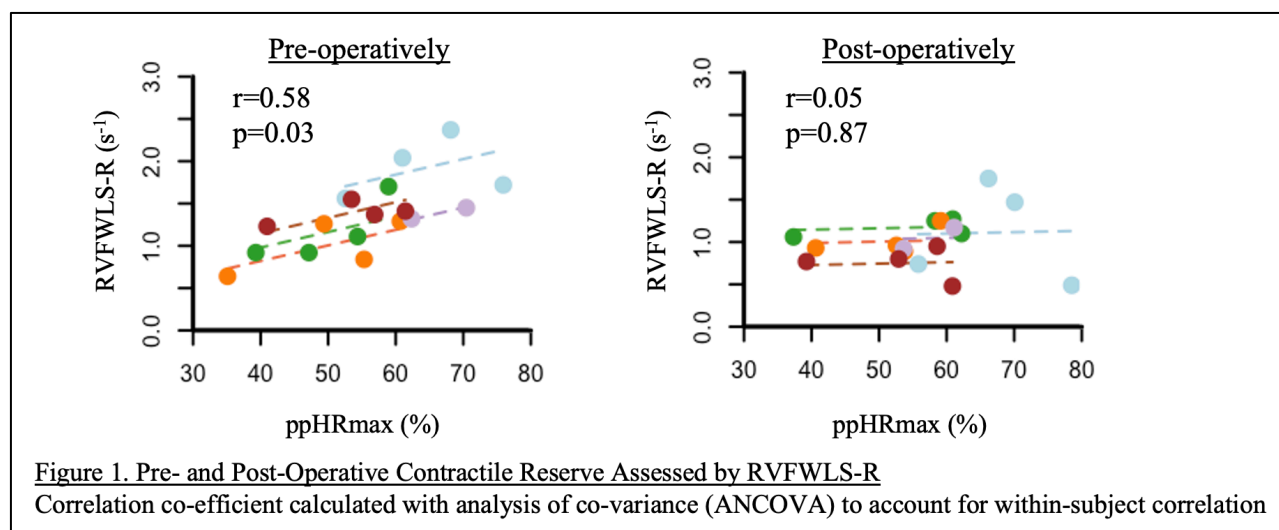 Pre-operatively
r=0.58
p=0.03
RVFWLS-R (s-1)
3.0
2.0
1.0
0.0
30 40 50 60 70 80
ppHRmax (%)
Post-operatively
r=0.05
p=0.87
RVFWLS-R (s-1)
3.0
2.0
1.0
0.0
30 40 50 60 70 80
ppHRmax (%)
Figure 1. Pre- and Post-Operative Contractile Reserve Assessed by RVFWLS-R
Correlation co-efficient calculated with analysis of co-variance (ANCOVA) to account for within-subject correlation